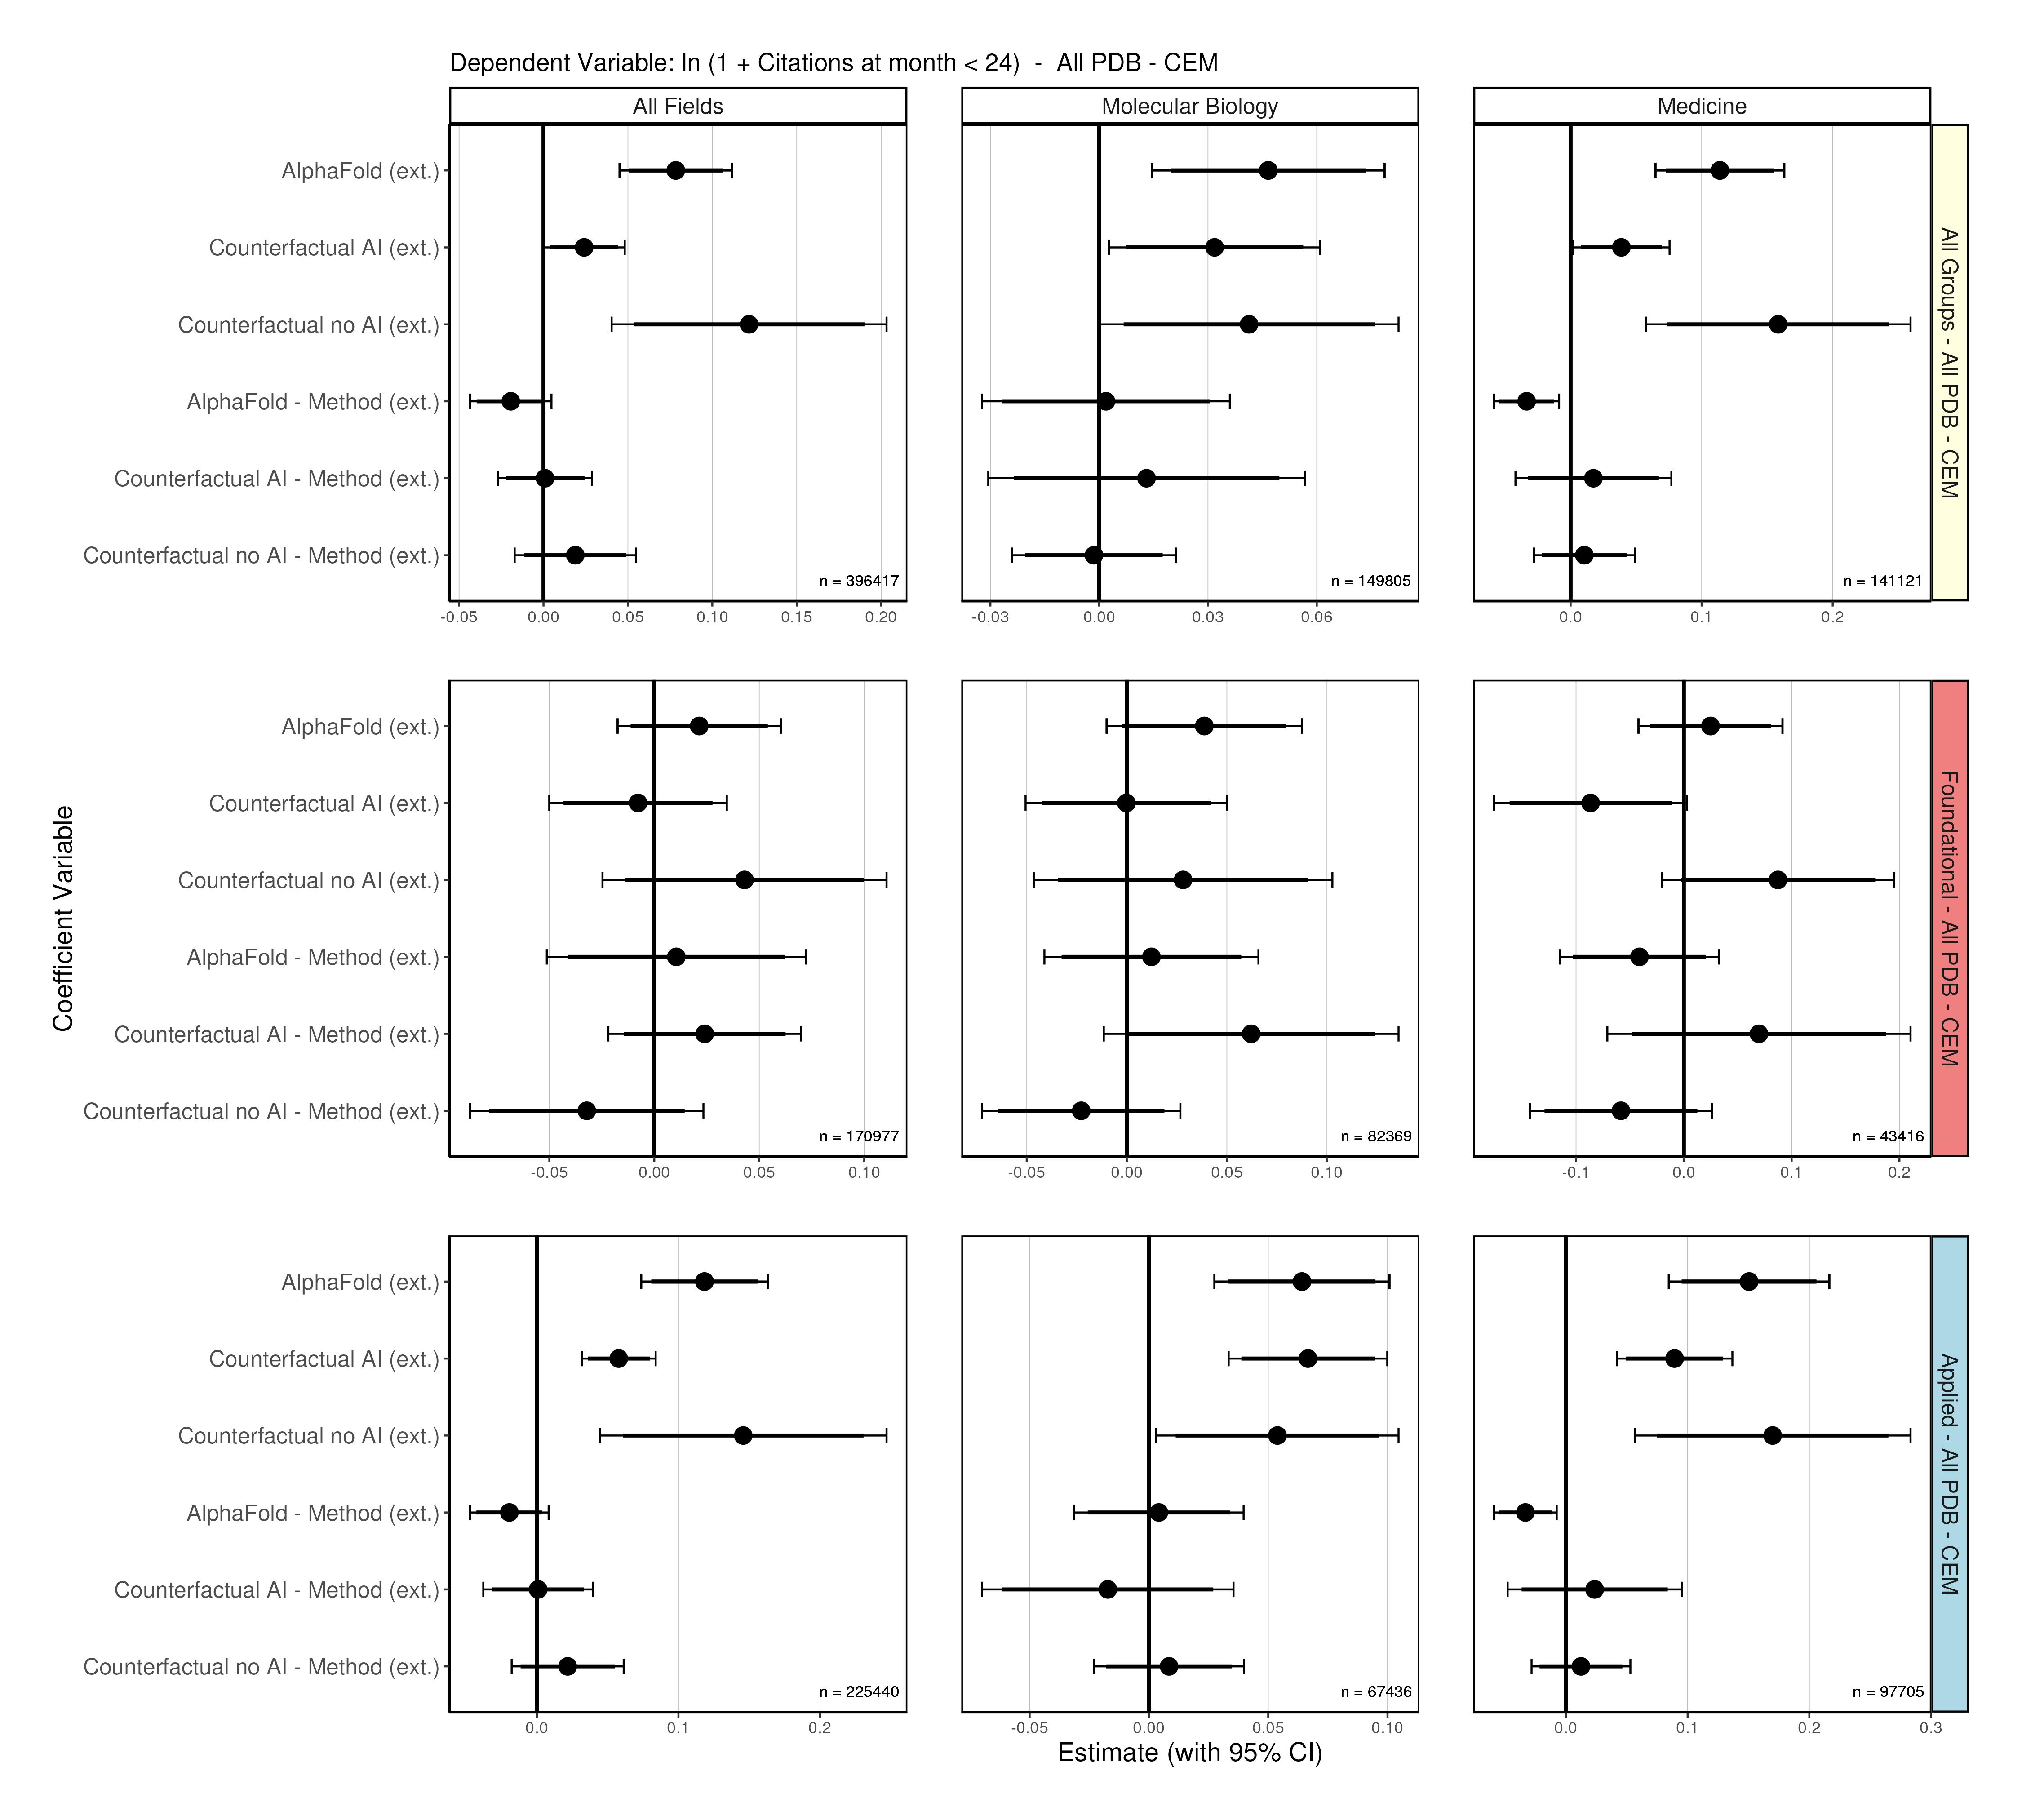 Dependent Variable: ln (1 + Citations at month < 24)  -  All PDB - CEM
All Fields
Molecular Biology
Medicine
AlphaFold (ext.)
Counterfactual AI (ext.)
Counterfactual no AI (ext.)
AlphaFold - Method (ext.)
Counterfactual AI - Method (ext.)
Counterfactual no AI - Method (ext.)
n = 396417
n = 149805
n = 141121
All Groups - All PDB - CEM
-0.05 0.00 0.05 0.10 0.15 0.20
-0.03 0.00 0.03 0.06
0.0 0.1 0.2
Coefficient Variable
AlphaFold (ext.)
Counterfactual AI (ext.)
Counterfactual no AI (ext.)
AlphaFold - Method (ext.)
Counterfactual AI - Method (ext.)
Counterfactual no AI - Method (ext.)
n = 170977
n = 82369
n = 43416
Foundational - All PDB - CEM
-0.05 0.00 0.05 0.10
-0.05 0.00 0.05 0.10
-0.1 0.0 0.1 0.2
AlphaFold (ext.)
Counterfactual AI (ext.)
Counterfactual no AI (ext.)
AlphaFold - Method (ext.)
Counterfactual AI - Method (ext.)
Counterfactual no AI - Method (ext.)
n = 225440
n = 67436
n = 97705
Applied - All PDB - CEM
0.0 0.1 0.2
-0.05 0.00 0.05 0.10
0.0 0.1 0.2 0.3
Estimate (with 95% CI)